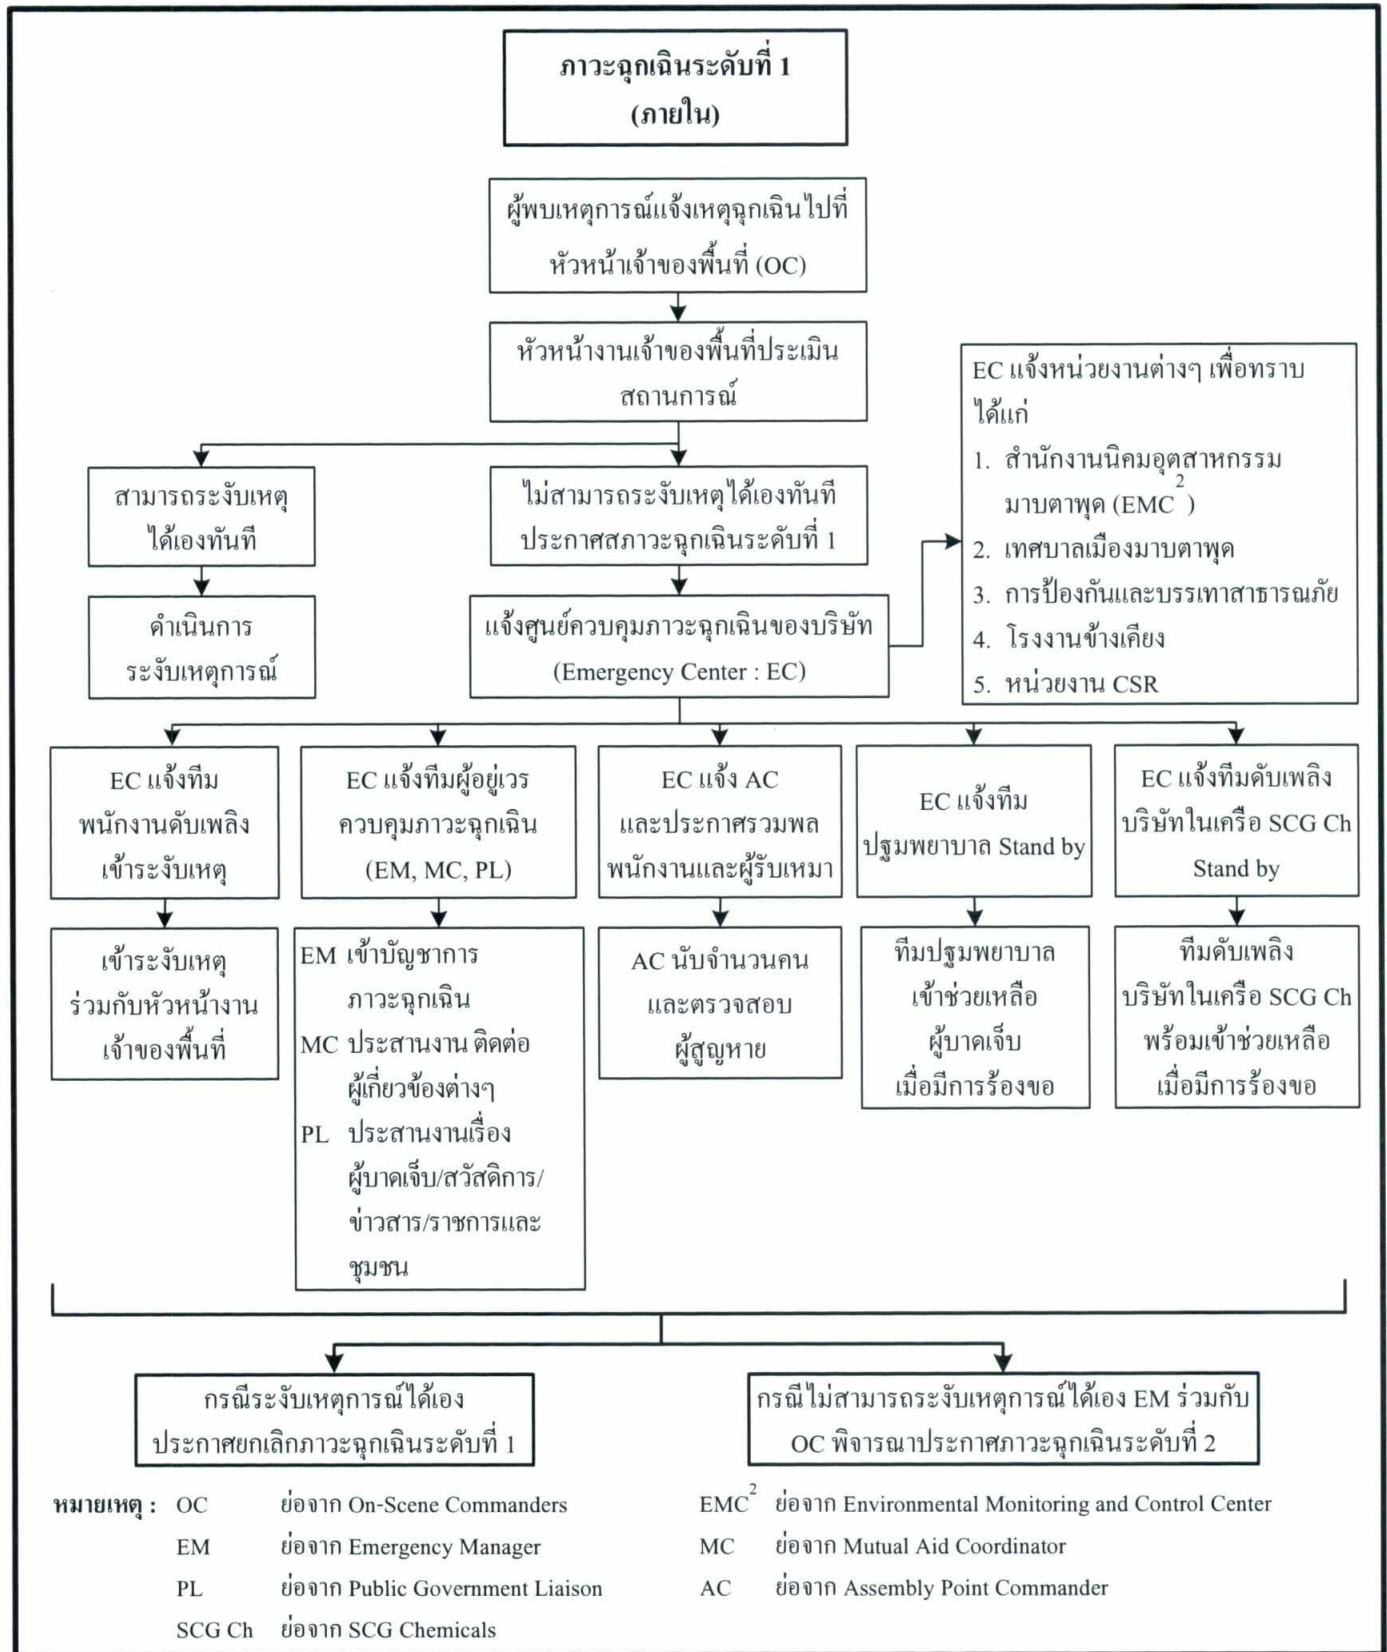 ภาวะฉุกเฉินระดับที่ 1
(ภายใน)
ผู้พบเหตุการณ์แจ้งเหตุฉุกเฉินไปที่
หัวหน้าเจ้าของพื้นที่ (OC)
หัวหน้างานเจ้าของพื้นที่ประเมิน
สถานการณ์
สามารถระงับเหตุ
ได้เองทันที
ดำเนินการ
ระงับเหตุการณ์
ไม่สามารถระงับเหตุได้เองทันที
ประกาศสภาวะฉุกเฉินระดับที่ 1
แจ้งศูนย์ควบคุมภาวะฉุกเฉินของบริษัท
(Emergency Center : EC)
EC แจ้งหน่วยงานต่างๆ เพื่อทราบ
ได้แก่
1. สำนักงานนิคมอุตสาหกรรม
มาบตาพุด (EMC²)
2. เทศบาลเมืองมาบตาพุด
3. การป้องกันและบรรเทาสาธารณภัย
4. โรงงานข้างเคียง
5. หน่วยงาน CSR
EC แจ้งทีม
พนักงานดับเพลิง
เข้าระงับเหตุ
เข้าระงับเหตุ
ร่วมกับหัวหน้างาน
เจ้าของพื้นที่
EC แจ้งทีมผู้อยู่เวร
ควบคุมภาวะฉุกเฉิน
(EM, MC, PL)
EM เข้าบัญชาการ
ภาวะฉุกเฉิน
MC ประสานงาน ติดต่อ
ผู้เกี่ยวข้องต่างๆ
PL ประสานงานเรื่อง
ผู้บาดเจ็บ/สวัสดิการ/
ข่าวสาร/ราชการและ
ชุมชน
EC แจ้ง AC
และประกาศรวมพล
พนักงานและผู้รับเหมา
AC นับจำนวนคน
และตรวจสอบ
ผู้สูญหาย
EC แจ้งทีม
ปฐมพยาบาล Stand by
ทีมปฐมพยาบาล
เข้าช่วยเหลือ
ผู้บาดเจ็บ
เมื่อมีการร้องขอ
EC แจ้งทีมดับเพลิง
บริษัทในเครือ SCG Ch
Stand by
ทีมดับเพลิง
บริษัทในเครือ SCG Ch
พร้อมเข้าช่วยเหลือ
เมื่อมีการร้องขอ
กรณีระงับเหตุการณ์ได้เอง
ประกาศยกเลิกภาวะฉุกเฉินระดับที่ 1
กรณีไม่สามารถระงับเหตุการณ์ได้เอง EM ร่วมกับ
OC พิจารณาประกาศภาวะฉุกเฉินระดับที่ 2
หมายเหตุ : OC ย่อจาก On-Scene Commanders
EM ย่อจาก Emergency Manager
PL ย่อจาก Public Government Liaison
SCG Ch ย่อจาก SCG Chemicals
EMC² ย่อจาก Environmental Monitoring and Control Center
MC ย่อจาก Mutual Aid Coordinator
AC ย่อจาก Assembly Point Commander